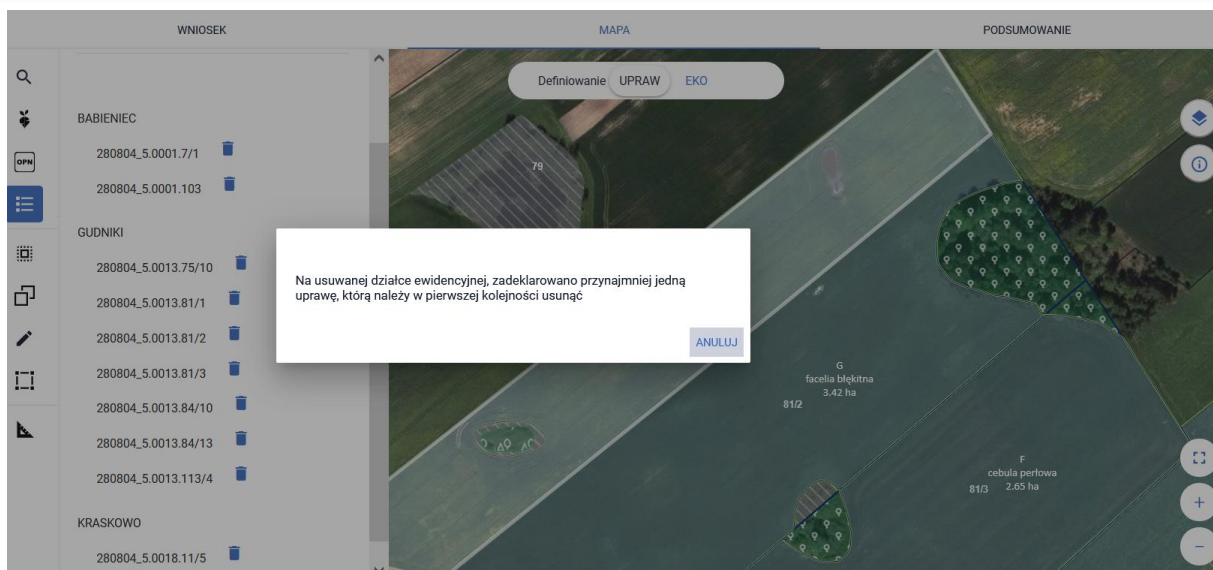 WNIOSEK
MAPA
PODSUMOWANIE
Definiowanie UPRAW EKO
OPN
BABIENIEC
280804_5.0001.7/1
280804_5.0001.103
GUDNIKI
280804_5.0013.75/10
280804_5.0013.81/1
280804_5.0013.81/2
280804_5.0013.81/3
280804_5.0013.84/10
280804_5.0013.84/13
280804_5.0013.113/4
KRASKOWO
280804_5.0018.11/5
Na usuwanej działce ewidencyjnej, zadeklarowano przynajmniej jedną
uprawę, którą należy w pierwszej kolejności usunąć
ANULUJ
79
G
facelia błękitna
3.42 ha
81/2
F
cebula perłowa
81/3 2.65 ha